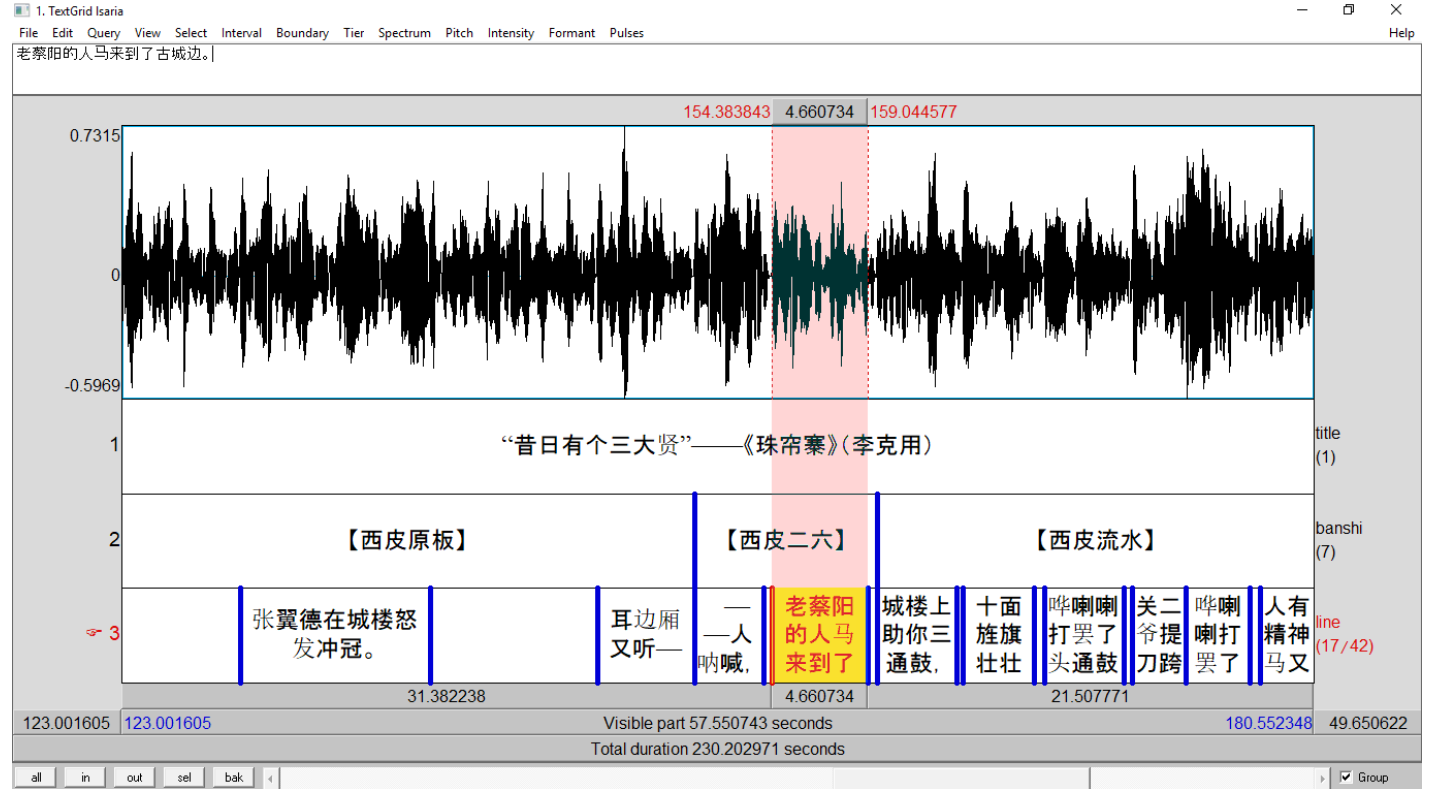 1. TextGrid Isaria
File Edit Query View Select Interval Boundary Tier Spectrum Pitch Intensity Formant Pulses Help
老蔡阳的人马来到了古城边。
154.383843 4.660734 159.044577
0.7315
0
-0.5969
1 “昔日有个三大贤”——《珠帘寨》（李克用） title
(1)
2 【西皮原板】 【西皮二六】 【西皮流水】 banshi
(7)
3 line
(17/42)
张翼德在城楼怒
发冲冠。
耳边厢
又听—
—
—人
呐喊,
老蔡阳
的人马
来到了
城楼上
助你三
通鼓,
十面
旌旗
壮壮
哗喇喇
打罢了
头通鼓
关二
爷提
刀跨
哗喇
喇打
罢了
人有
精神
马又
31.382238 4.660734 21.507771
123.001605 123.001605 Visible part 57.550743 seconds 180.552348 49.650622
Total duration 230.202971 seconds
all in out sel bak Group